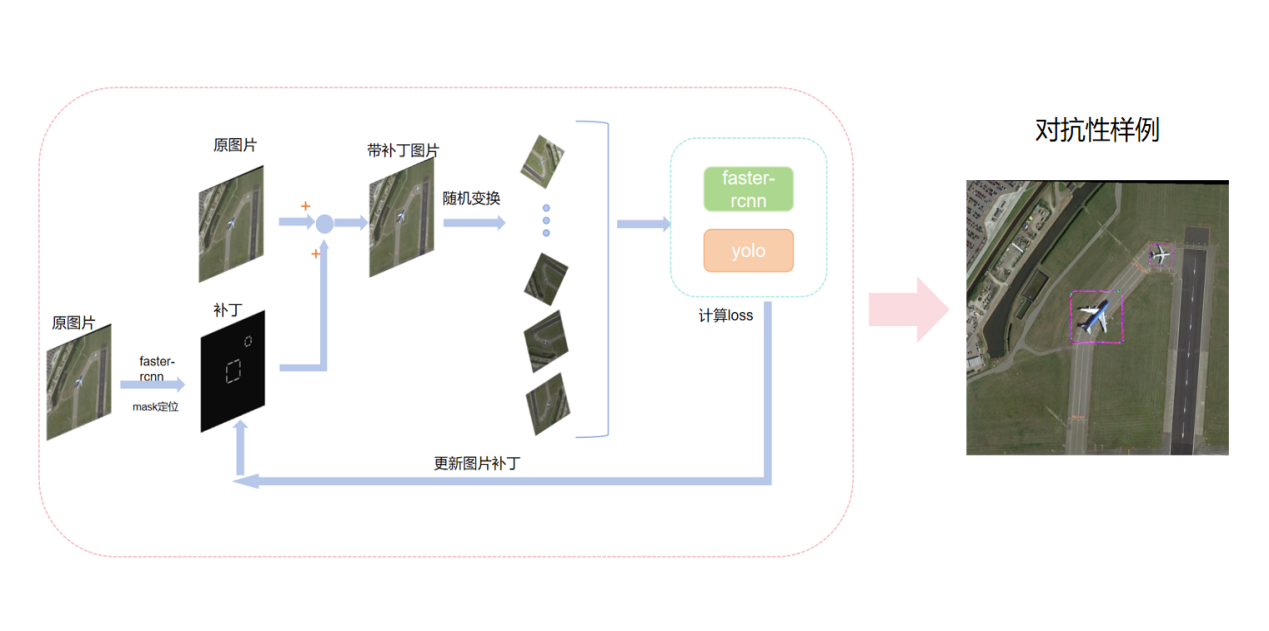 对抗性样例
原图片
带补丁图片
随机变换
+
+
faster-
rcnn
yolo
计算loss
原图片
补丁
faster-
rcnn
mask定位
更新图片补丁